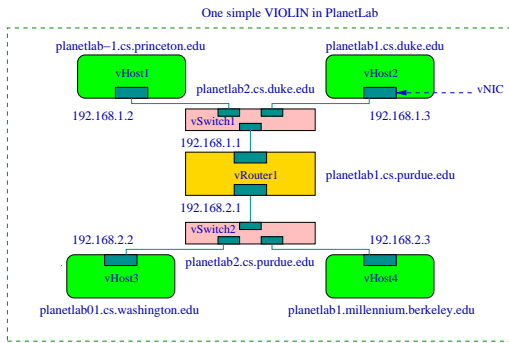 One simple VIOLIN in PlanetLab
planetlab-1.cs.princeton.edu
planetlab1.cs.duke.edu
vHost1
vHost2
planetlab2.cs.duke.edu
vNIC
192.168.1.2
vSwitch1
192.168.1.3
192.168.1.1
vRouter1
planetlab1.cs.purdue.edu
192.168.2.1
vSwitch2
192.168.2.2
192.168.2.3
planetlab2.cs.purdue.edu
vHost3
vHost4
planetlab01.cs.washington.edu
planetlab1.millennium.berkeley.edu